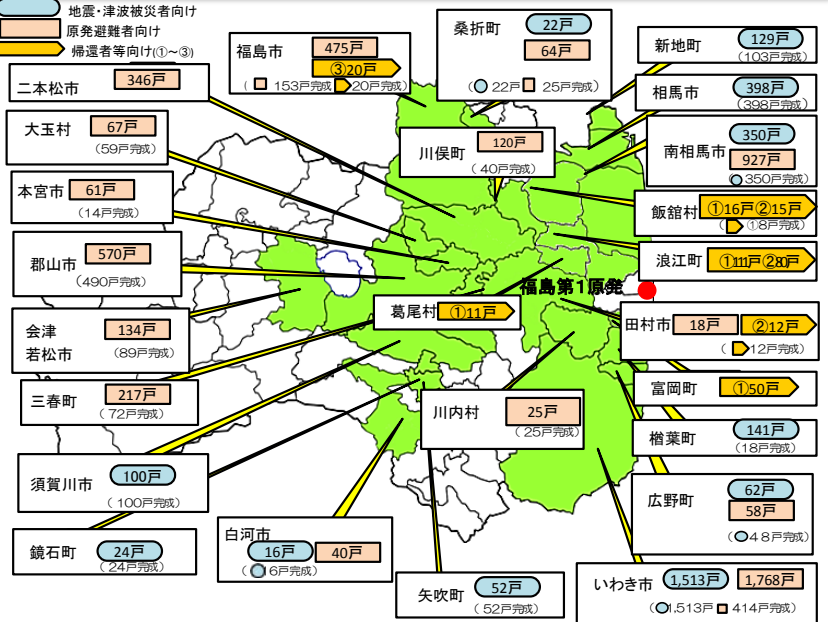 地震・津波被災者向け
原発避難者向け
帰還者等向け(①～③)
福島市
475戸
③20戸
( 153戸完成 20戸完成)
桑折町
22戸
64戸
( 22戸 25戸完成)
新地町
129戸
(103戸完成)
二本松市
346戸
相馬市
398戸
(398戸完成)
大玉村
67戸
(59戸完成)
川俣町
120戸
(40戸完成)
南相馬市
350戸
927戸
( 350戸完成)
本宮市
61戸
(14戸完成)
飯舘村
①16戸②15戸
( ①8戸完成)
郡山市
570戸
(490戸完成)
浪江町
①111戸②80戸
福島第1原発
葛尾村
①11戸
会津
若松市
134戸
(89戸完成)
田村市
18戸
②12戸
( 12戸完成)
三春町
217戸
(72戸完成)
富岡町
①50戸
川内村
25戸
(25戸完成)
楢葉町
141戸
(18戸完成)
須賀川市
100戸
(100戸完成)
広野町
62戸
58戸
( 48戸完成)
鏡石町
24戸
(24戸完成)
白河市
16戸
40戸
( 16戸完成)
矢吹町
52戸
(52戸完成)
いわき市
1,513戸
1,768戸
( 1,513戸 414戸完成)